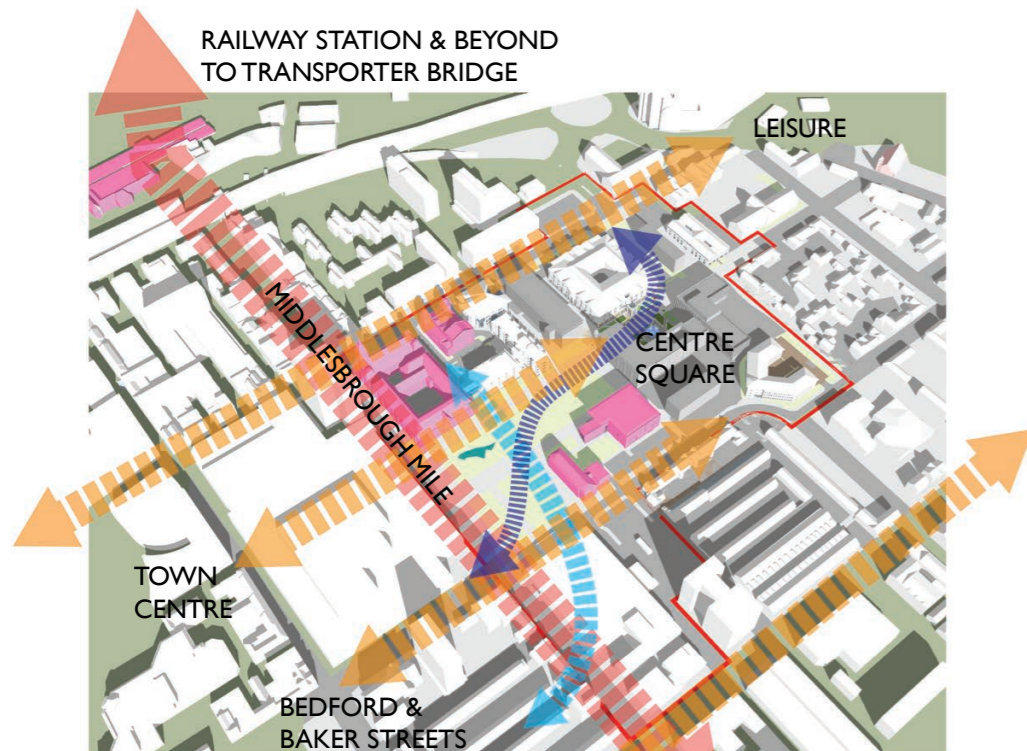 RAILWAY STATION & BEYOND
TO TRANSPORTER BRIDGE
LEISURE
MIDDLESBROUGH MILE
CENTRE
SQUARE
TOWN
CENTRE
BEDFORD &
BAKER STREETS